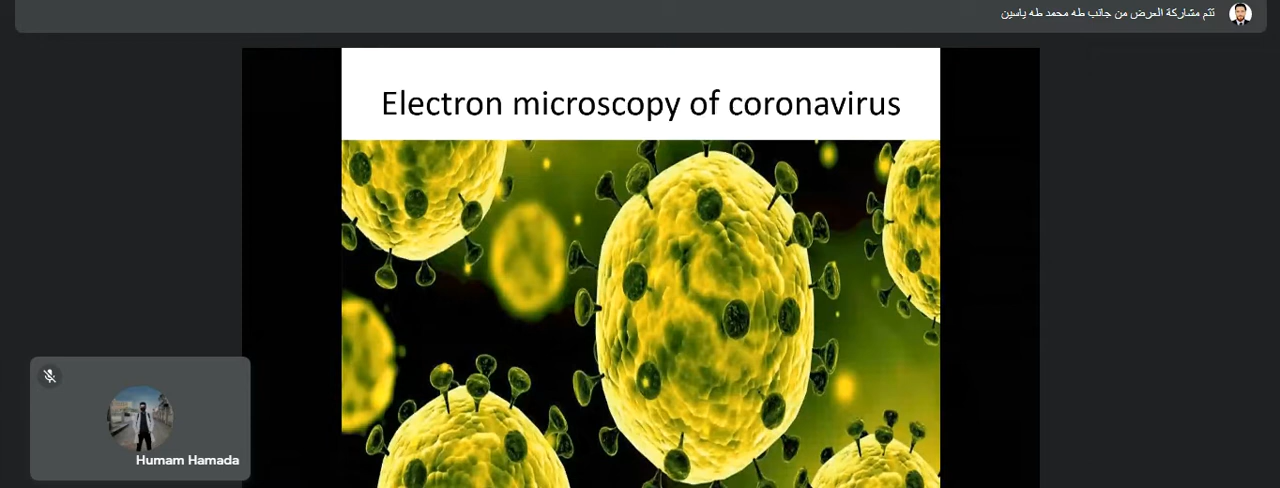 تتم مشاركة العرض من جانب طه محمد طه ياسين
Electron microscopy of coronavirus
Humam Hamada